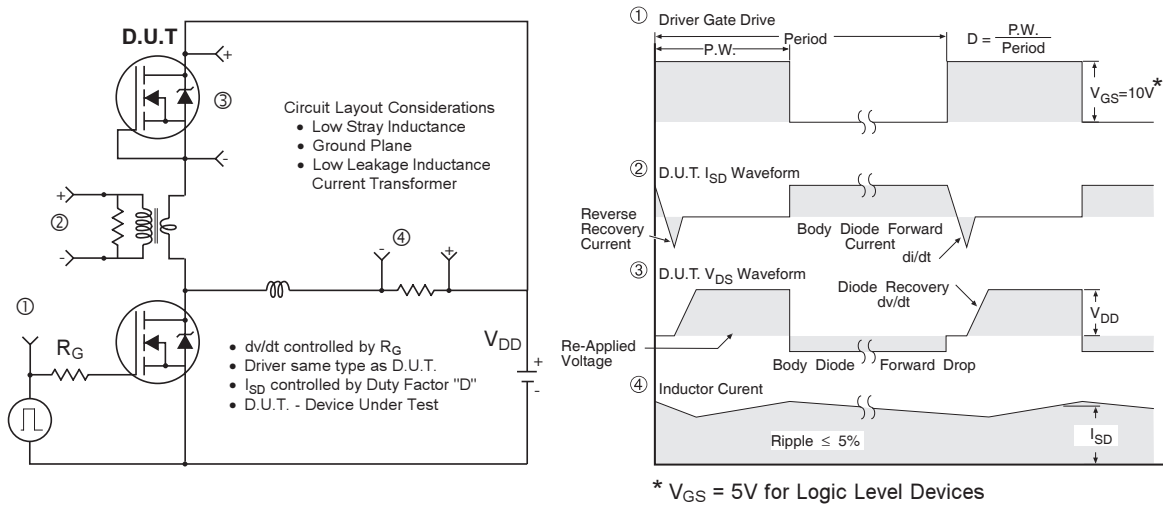 D.U.T
+
③
-
Circuit Layout Considerations
• Low Stray Inductance
• Ground Plane
• Low Leakage Inductance
Current Transformer
+
②
-
④
-
+
①
R_G
V_DD
+
-
• dv/dt controlled by R_G
• Driver same type as D.U.T.
• I_SD controlled by Duty Factor "D"
• D.U.T. - Device Under Test
① Driver Gate Drive
P.W.
Period
D = P.W. / Period
V_GS=10V *
② D.U.T. I_SD Waveform
Reverse
Recovery
Current
Body Diode Forward
Current
di/dt
③ D.U.T. V_DS Waveform
Diode Recovery
dv/dt
V_DD
Re-Applied
Voltage
Body Diode Forward Drop
④ Inductor Curent
Ripple ≤ 5%
I_SD
* V_GS = 5V for Logic Level Devices